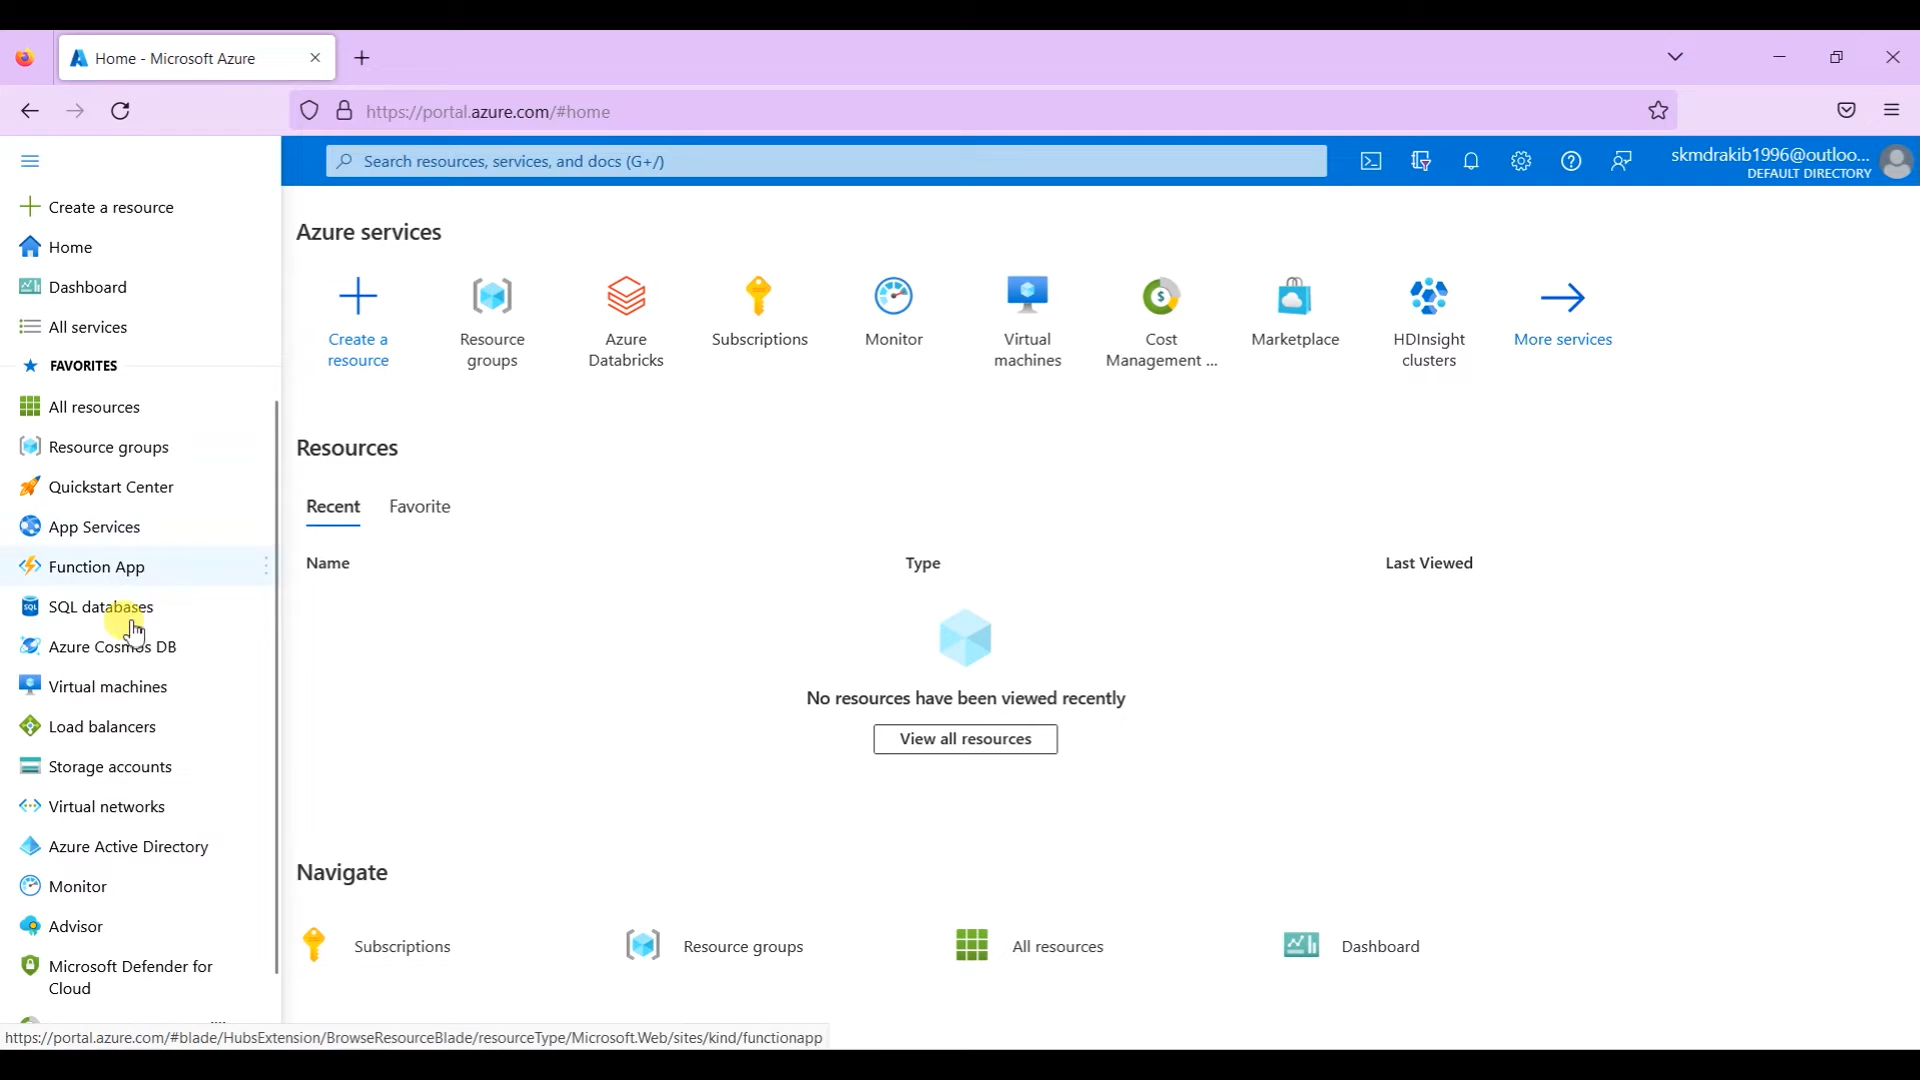 Home - Microsoft Azure
https://portal.azure.com/#home
Search resources, services, and docs (G+/)
skmdrakib1996@outloo...
DEFAULT DIRECTORY
Create a resource
Home
Dashboard
All services
FAVORITES
All resources
Resource groups
Quickstart Center
App Services
Function App
SQL databases
Azure Cosmos DB
Virtual machines
Load balancers
Storage accounts
Virtual networks
Azure Active Directory
Monitor
Advisor
Microsoft Defender for
Cloud
Azure services
Create a
resource
Resource
groups
Azure
Databricks
Subscriptions
Monitor
Virtual
machines
Cost
Management ...
Marketplace
HDInsight
clusters
More services
Resources
Recent Favorite
Name Type Last Viewed
No resources have been viewed recently
View all resources
Navigate
Subscriptions Resource groups All resources Dashboard
https://portal.azure.com/#blade/HubsExtension/BrowseResourceBlade/resourceType/Microsoft.Web/sites/kind/functionapp